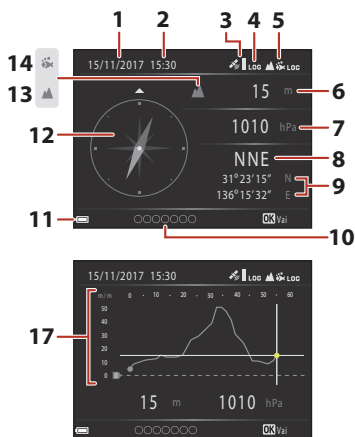 1 2 3 4 5
14 15/11/2017 15:30 LOG LOG
13 15 m 6
1010 hPa 7
12 NNE 8
31°23'15" N 9
136°15'32" E
11 OK Vai
10
15/11/2017 15:30 LOG LOG
m/m 0 10 20 30 40 50 60
50
40
17 30
20
10
0 0
15 m 1010 hPa
OK Vai